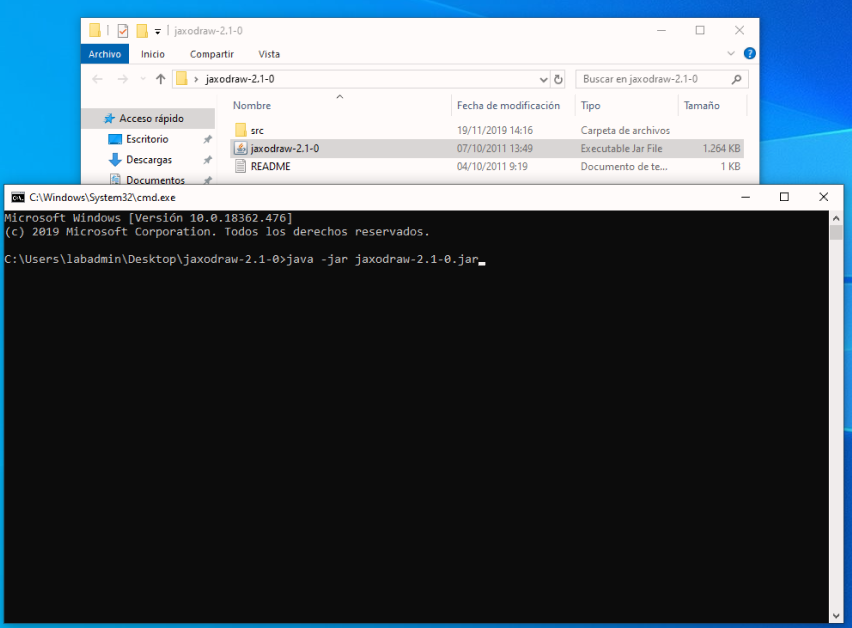 jaxodraw-2.1-0
Archivo Inicio Compartir Vista
jaxodraw-2.1-0 Buscar en jaxodraw-2.1-0
Nombre Fecha de modificación Tipo Tamaño
Acceso rápido
Escritorio
Descargas
Documentos
src 19/11/2019 14:16 Carpeta de archivos
jaxodraw-2.1-0 07/10/2011 13:49 Executable Jar File 1.264 KB
README 04/10/2011 9:19 Documento de te... 1 KB
C:\Windows\System32\cmd.exe
Microsoft Windows [Versión 10.0.18362.476]
(c) 2019 Microsoft Corporation. Todos los derechos reservados.
C:\Users\labadmin\Desktop\jaxodraw-2.1-0>java -jar jaxodraw-2.1-0.jar